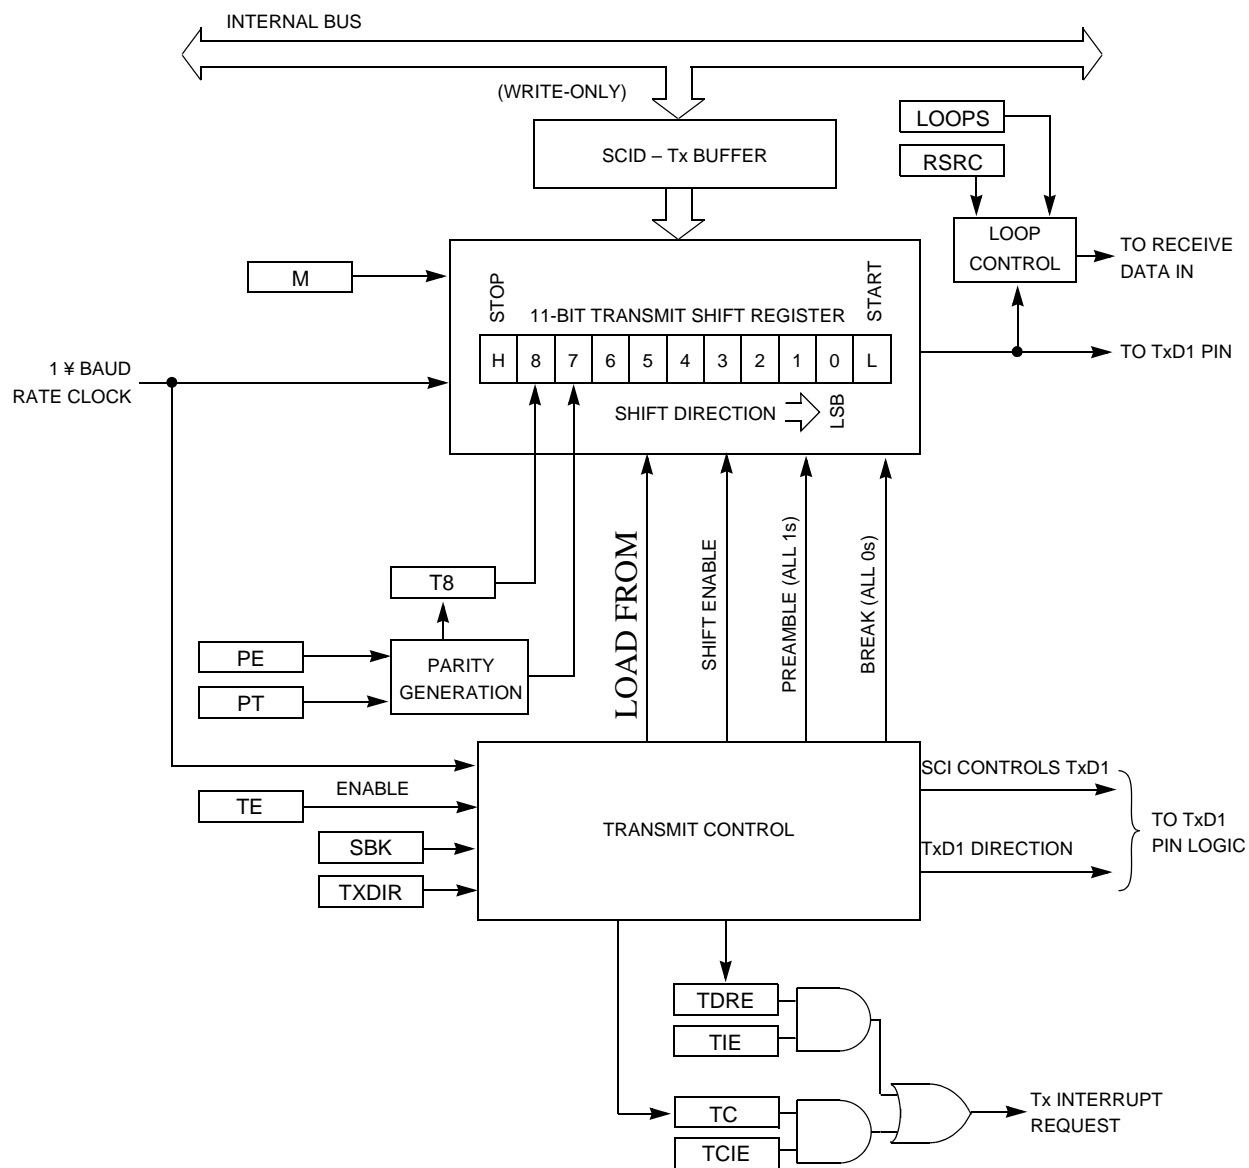 INTERNAL BUS
(WRITE-ONLY)
SCID – Tx BUFFER
LOOPS
RSRC
LOOP
CONTROL
TO RECEIVE
DATA IN
M
STOP
11-BIT TRANSMIT SHIFT REGISTER
START
H 8 7 6 5 4 3 2 1 0 L
TO TxD1 PIN
1 ¥ BAUD
RATE CLOCK
SHIFT DIRECTION
LSB
LOAD FROM
SHIFT ENABLE
PREAMBLE (ALL 1s)
BREAK (ALL 0s)
T8
PE
PT
PARITY
GENERATION
TE
ENABLE
SBK
TXDIR
TRANSMIT CONTROL
SCI CONTROLS TxD1
TxD1 DIRECTION
TO TxD1
PIN LOGIC
TDRE
TIE
TC
TCIE
Tx INTERRUPT
REQUEST